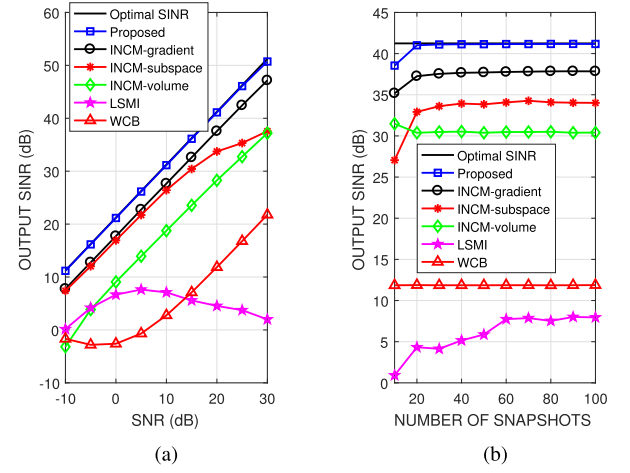 OUTPUT SINR (dB)
60
50
40
30
20
10
0
-10
-10
0
10
20
30
SNR (dB)
Optimal SINR
Proposed
INCM-gradient
INCM-subspace
INCM-volume
LSMI
WCB
(a)
OUTPUT SINR (dB)
45
40
35
30
25
20
15
10
5
0
20
40
60
80
100
NUMBER OF SNAPSHOTS
Optimal SINR
Proposed
INCM-gradient
INCM-subspace
INCM-volume
LSMI
WCB
(b)